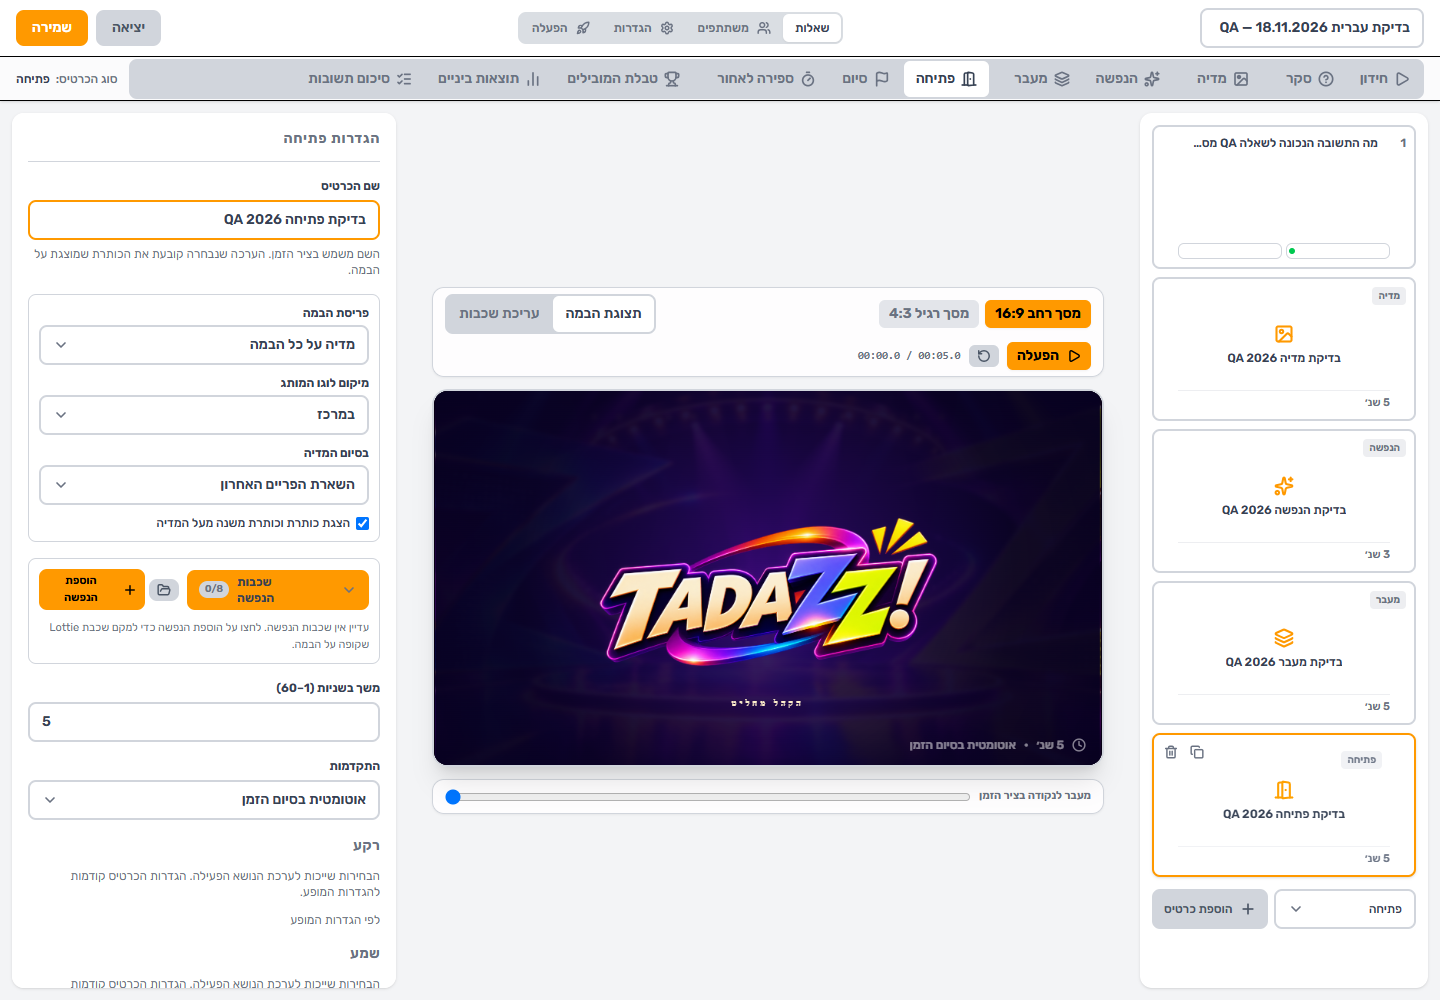 בדיקת עברית QA — 18.11.2026
שאלות
משתתפים
הגדרות
הפעלה
יציאה
שמירה
חידון
סקר
מדיה
הנפשה
מעבר
פתיחה
סיום
ספירה לאחור
טבלת המובילים
תוצאות ביניים
סיכום תשובות
סוג הכרטיס: פתיחה
1
מה התשובה הנכונה לשאלה QA מס...
מדיה
בדיקת מדיה QA 2026
5 שנ׳
הנפשה
בדיקת הנפשה QA 2026
3 שנ׳
מעבר
בדיקת מעבר QA 2026
5 שנ׳
פתיחה
בדיקת פתיחה QA 2026
5 שנ׳
פתיחה
הוספת כרטיס
מסך רחב 16:9
מסך רגיל 4:3
תצוגת הבמה
עריכת שכבות
הפעלה
00:00.0 / 00:05.0
TADAZZ!
5 שנ׳ • אוטומטית בסיום הזמן
מעבר לנקודה בציר הזמן
הגדרות פתיחה
שם הכרטיס
בדיקת פתיחה QA 2026
השם משמש בציר הזמן. הערכה שנבחרה קובעת את הכותרת שמוצגת על
הבמה.
פריסת הבמה
מדיה על כל הבמה
מיקום לוגו המותג
במרכז
בסיום המדיה
השארת הפריים האחרון
הצגת כותרת וכותרת משנה מעל המדיה
שכבות
הנפשה
0/8
הוספת
הנפשה
עדיין אין שכבות הנפשה. לחצו על הוספת הנפשה כדי למקם שכבת Lottie
שקופה על הבמה.
משך בשניות (1–60)
5
התקדמות
אוטומטית בסיום הזמן
רקע
הבחירות שייכות לערכת הנושא הפעילה. הגדרות הכרטיס קודמות
להגדרות המופע.
לפי הגדרות המופע
שמע
הבחירות שייכות לערכת הנושא הפעילה. הגדרות הכרטיס קודמות